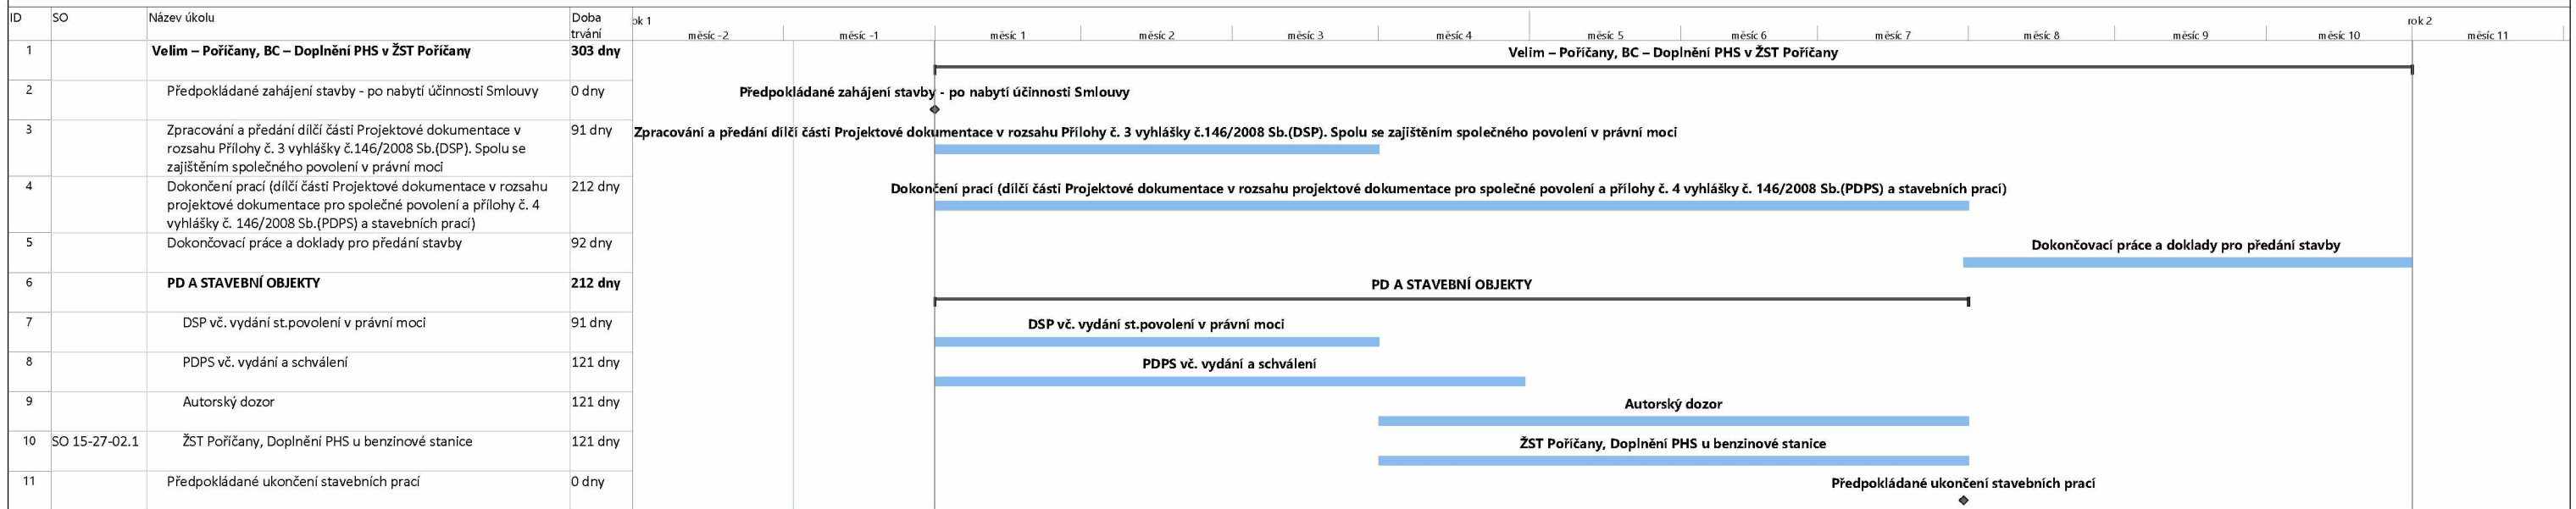 ID SO Název úkolu Doba trvání
ok 1 rok 2
měsíc -2 měsíc -1 měsíc 1 měsíc 2 měsíc 3 měsíc 4 měsíc 5 měsíc 6 měsíc 7 měsíc 8 měsíc 9 měsíc 10 měsíc 11
1 Velim – Poříčany, BC – Doplnění PHS v ŽST Poříčany 303 dny
Velim – Poříčany, BC – Doplnění PHS v ŽST Poříčany
2 Předpokládané zahájení stavby - po nabytí účinnosti Smlouvy 0 dny
Předpokládané zahájení stavby - po nabytí účinnosti Smlouvy
3 Zpracování a předání dílčí části Projektové dokumentace v 91 dny
rozsahu Přílohy č. 3 vyhlášky č.146/2008 Sb.(DSP). Spolu se
zajištěním společného povolení v právní moci
Zpracování a předání dílčí části Projektové dokumentace v rozsahu Přílohy č. 3 vyhlášky č.146/2008 Sb.(DSP). Spolu se zajištěním společného povolení v právní moci
4 Dokončení prací (dílčí části Projektové dokumentace v rozsahu 212 dny
projektové dokumentace pro společné povolení a přílohy č. 4
vyhlášky č. 146/2008 Sb.(PDPS) a stavebních prací)
Dokončení prací (dílčí části Projektové dokumentace v rozsahu projektové dokumentace pro společné povolení a přílohy č. 4 vyhlášky č. 146/2008 Sb.(PDPS) a stavebních prací)
5 Dokončovací práce a doklady pro předání stavby 92 dny
Dokončovací práce a doklady pro předání stavby
6 PD A STAVEBNÍ OBJEKTY 212 dny
PD A STAVEBNÍ OBJEKTY
7 DSP vč. vydání st.povolení v právní moci 91 dny
DSP vč. vydání st.povolení v právní moci
8 PDPS vč. vydání a schválení 121 dny
PDPS vč. vydání a schválení
9 Autorský dozor 121 dny
Autorský dozor
10 SO 15-27-02.1 ŽST Poříčany, Doplnění PHS u benzinové stanice 121 dny
ŽST Poříčany, Doplnění PHS u benzinové stanice
11 Předpokládané ukončení stavebních prací 0 dny
Předpokládané ukončení stavebních prací